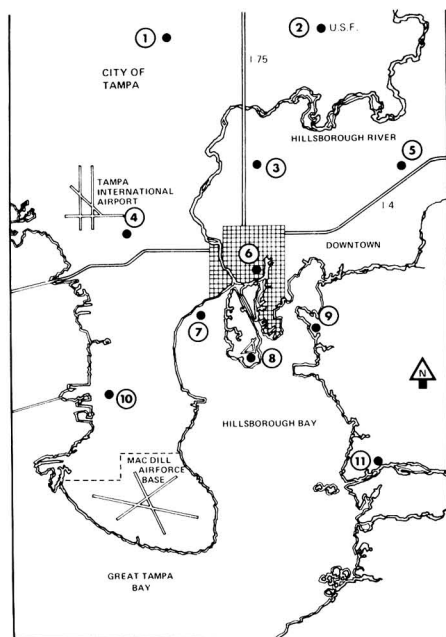 1
2
U.S.F.
I 75
CITY OF
TAMPA
HILLSBOROUGH RIVER
5
3
TAMPA
INTERNATIONAL
AIRPORT
4
I 4
DOWNTOWN
6
7
9
8
N
10
HILLSBOROUGH BAY
MAC DILL
AIRFORCE
BASE
11
GREAT TAMPA
BAY